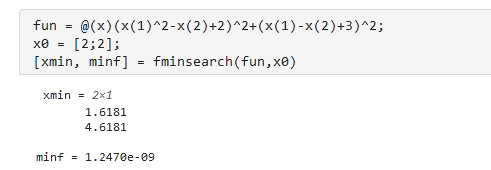 fun = @(x)(x(1)^2-x(2)+2)^2+(x(1)-x(2)+3)^2;
x0 = [2;2];
[xmin, minf] = fminsearch(fun,x0)
xmin = 2×1
1.6181
4.6181
minf = 1.2470e-09